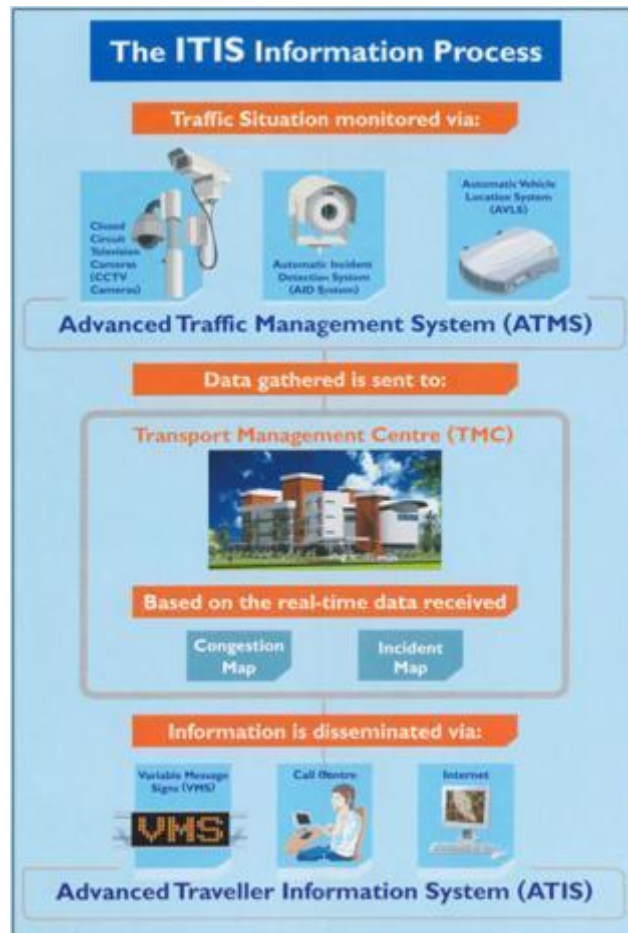 The ITIS Information Process
Traffic Situation monitored via:
Closed
Circuit
Television
Cameras
(CCTV
Cameras)
Automatic Incident
Detection System
(AID System)
Automatic Vehicle
Location System
(AVLS)
Advanced Traffic Management System (ATMS)
Data gathered is sent to:
Transport Management Centre (TMC)
Based on the real-time data received
Congestion
Map
Incident
Map
Information is disseminated via:
Variable Message
Signs (VMS)
VMS
Call Centre
Internet
Advanced Traveller Information System (ATIS)